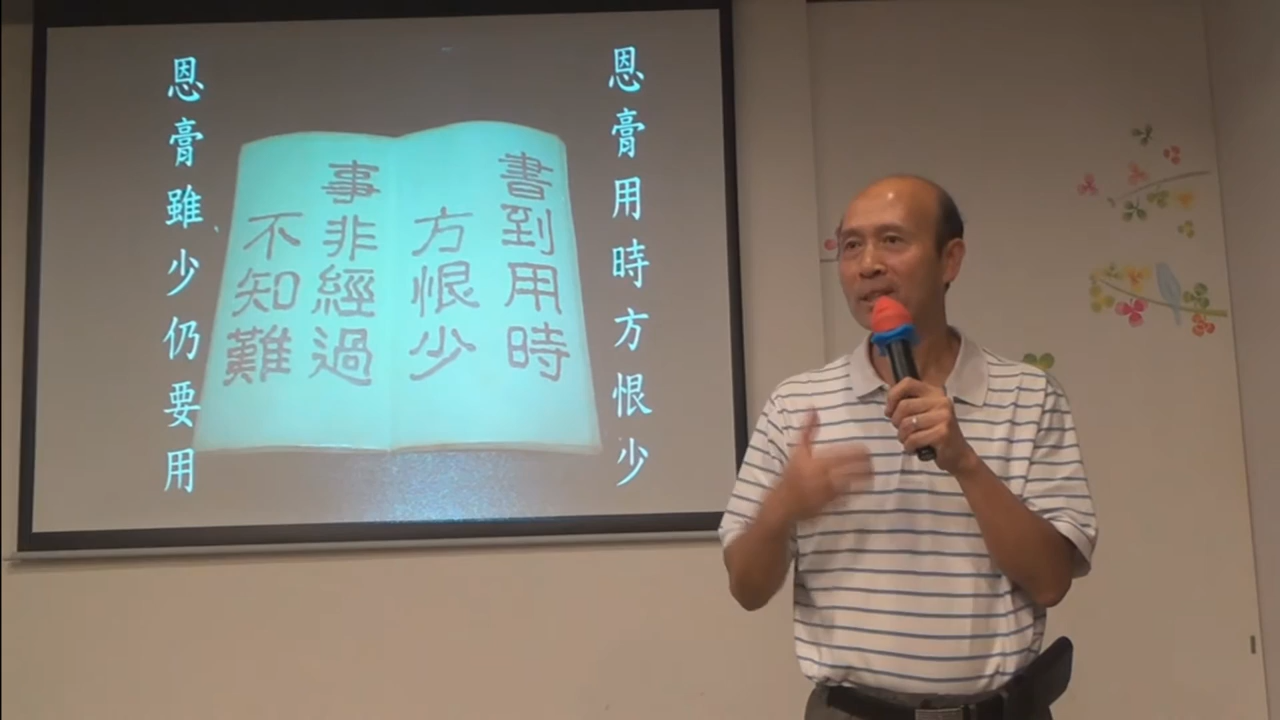 恩膏用時方恨少
書到用時
方恨少
事非經過
不知難
恩膏雖少仍要用